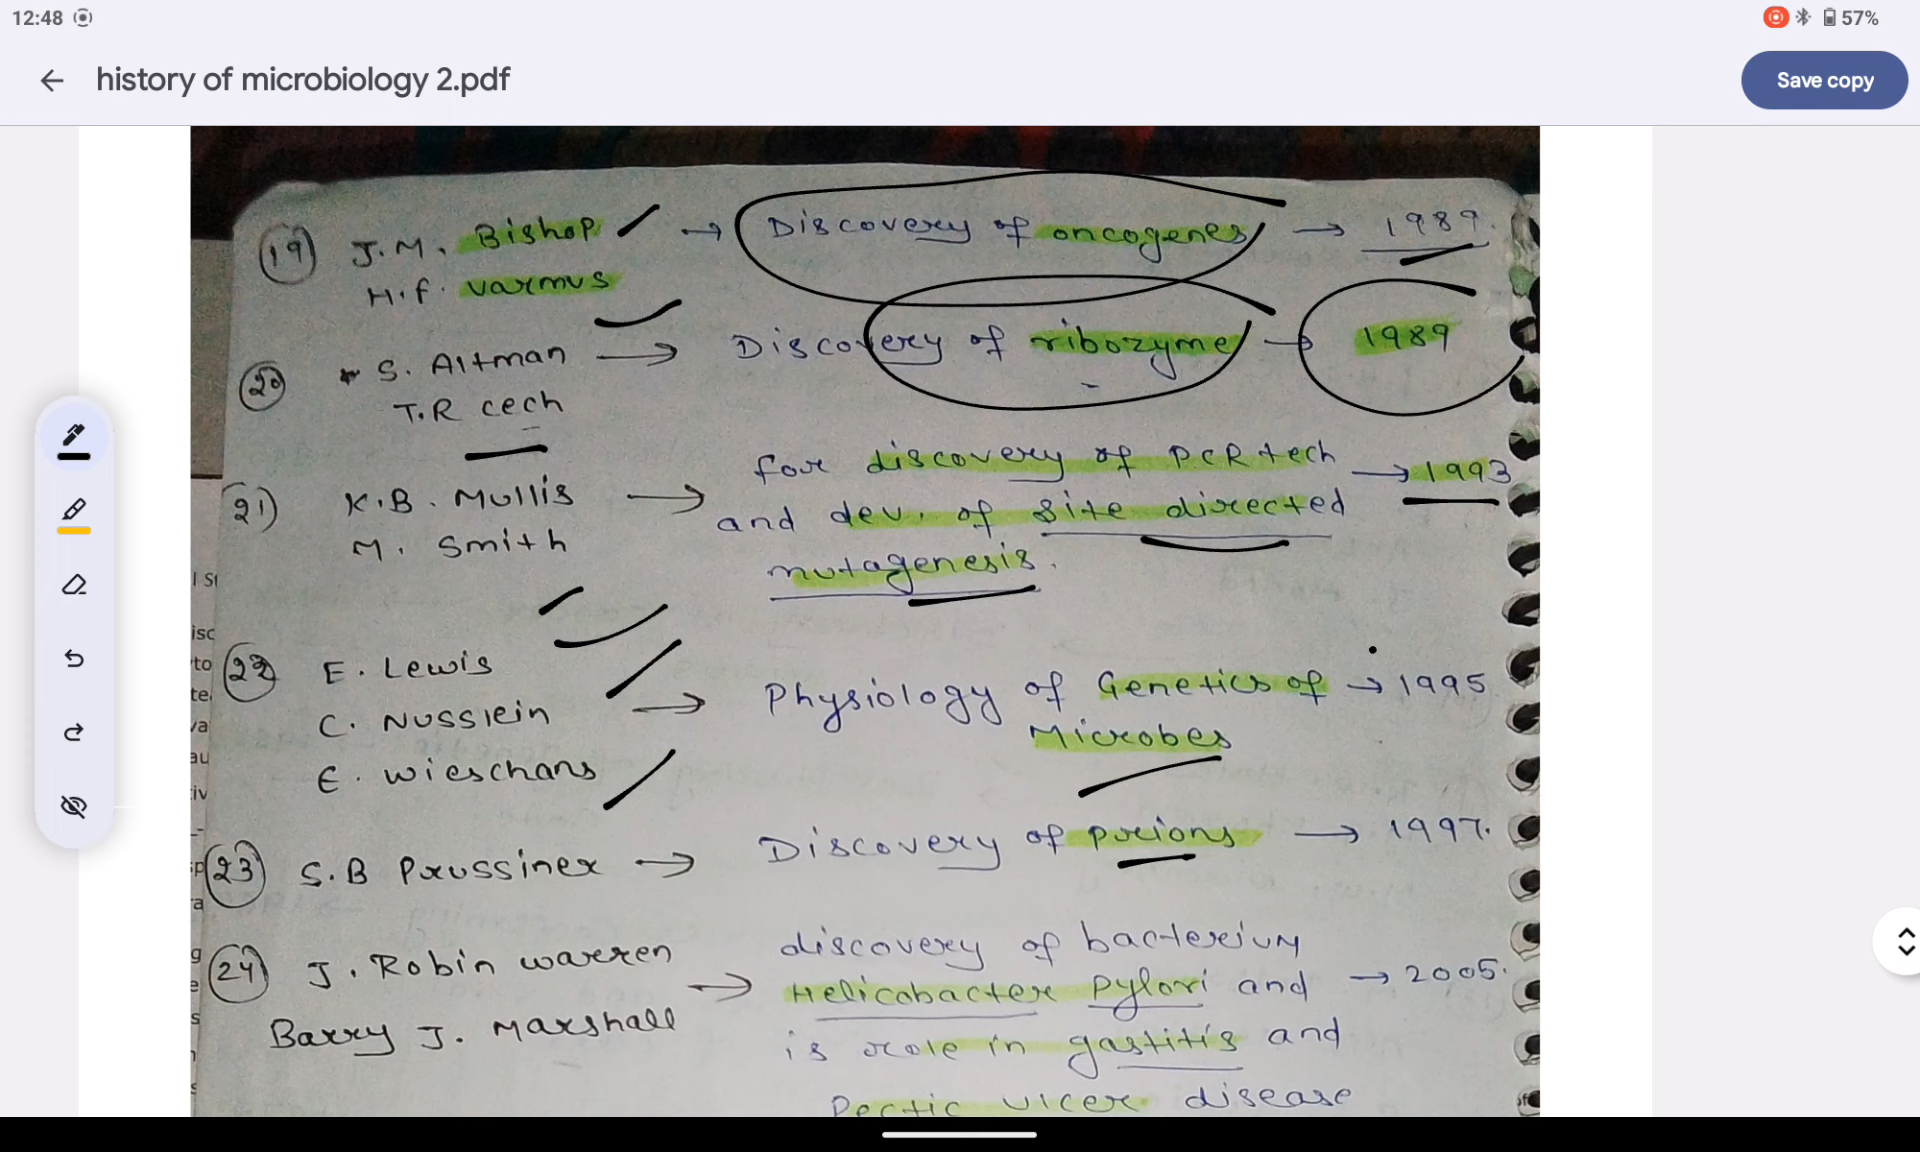 12:48
57%
history of microbiology 2.pdf
Save copy
19 J.M. Bishop → Discovery of oncogenes → 1989.
H.f. varmus
20 S. Altman → Discovery of ribozyme → 1989
T.R cech
21) K.B. Mullis → for discovery of PCR tech → 1993
M. Smith and dev. of site directed
mutagenesis.
22 E. Lewis
C. Nusslein → Physiology of Genetics of → 1995
Microbes
E. wieschans
23 S.B Prussiner → Discovery of prions → 1997.
24 J. Robin warren → discovery of bacterium
Helicobacter Pylori and → 2005.
Barry J. Marshall is role in gastitis and
Pectic ulcer disease